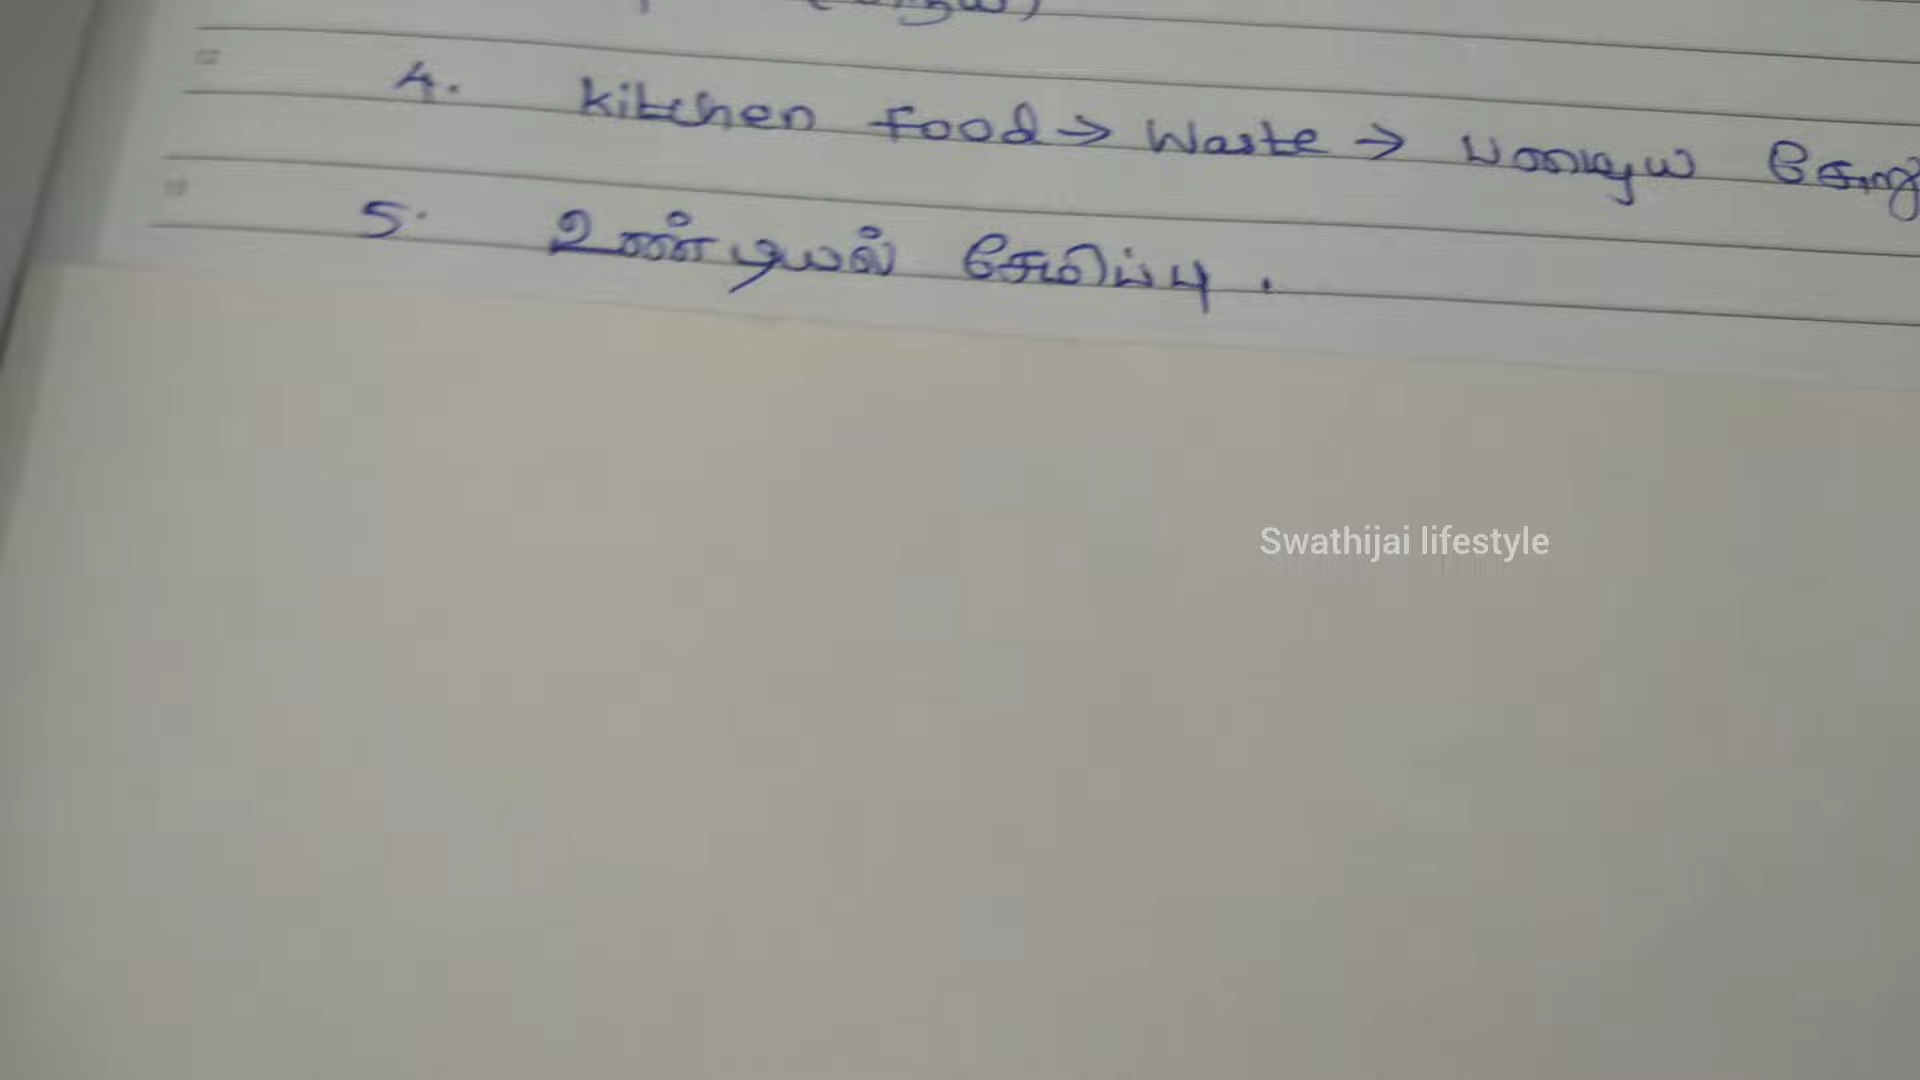 4. Kitchen Food → Waste → பழைய
5. உண்டியல் சேமிப்பு.
Swathijai lifestyle